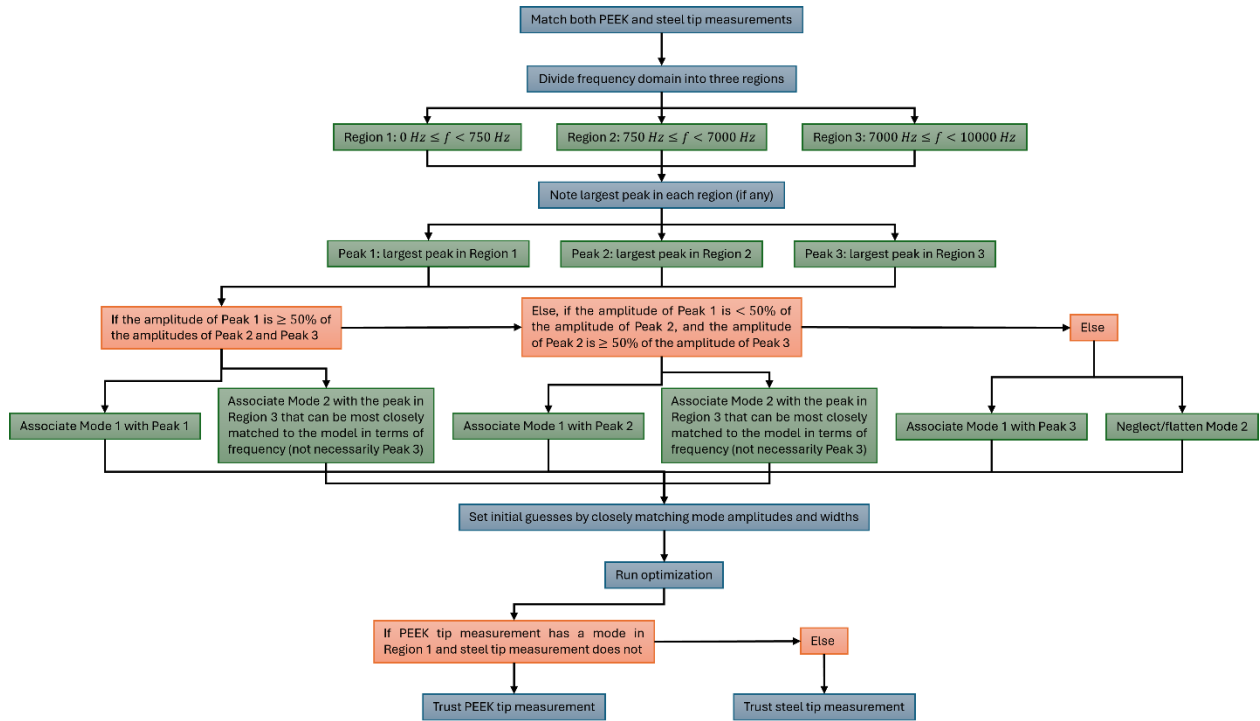 Match both PEEK and steel tip measurements
Divide frequency domain into three regions
Region 1: 0 Hz ≤ f < 750 Hz
Region 2: 750 Hz ≤ f < 7000 Hz
Region 3: 7000 Hz ≤ f < 10000 Hz
Note largest peak in each region (if any)
Peak 1: largest peak in Region 1
Peak 2: largest peak in Region 2
Peak 3: largest peak in Region 3
If the amplitude of Peak 1 is ≥ 50% of
the amplitudes of Peak 2 and Peak 3
Else, if the amplitude of Peak 1 is < 50% of
the amplitude of Peak 2, and the amplitude
of Peak 2 is ≥ 50% of the amplitude of Peak 3
Else
Associate Mode 1 with Peak 1
Associate Mode 2 with the peak in
Region 3 that can be most closely
matched to the model in terms of
frequency (not necessarily Peak 3)
Associate Mode 1 with Peak 2
Associate Mode 2 with the peak in
Region 3 that can be most closely
matched to the model in terms of
frequency (not necessarily Peak 3)
Associate Mode 1 with Peak 3
Neglect/flatten Mode 2
Set initial guesses by closely matching mode amplitudes and widths
Run optimization
If PEEK tip measurement has a mode in
Region 1 and steel tip measurement does not
Else
Trust PEEK tip measurement
Trust steel tip measurement